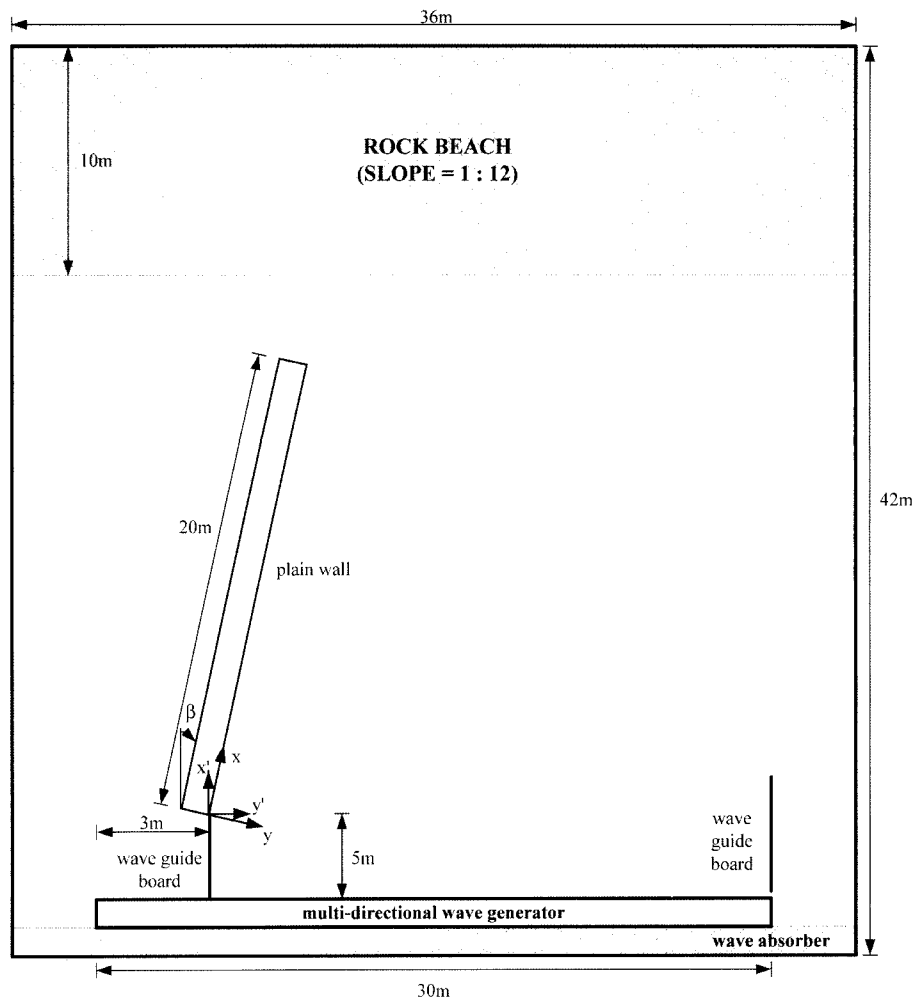 36m
10m
ROCK BEACH
(SLOPE = 1 : 12)
42m
20m
plain wall
β
x
x'
y'
y
3m
wave guide
board
5m
wave
guide
board
multi-directional wave generator
wave absorber
30m